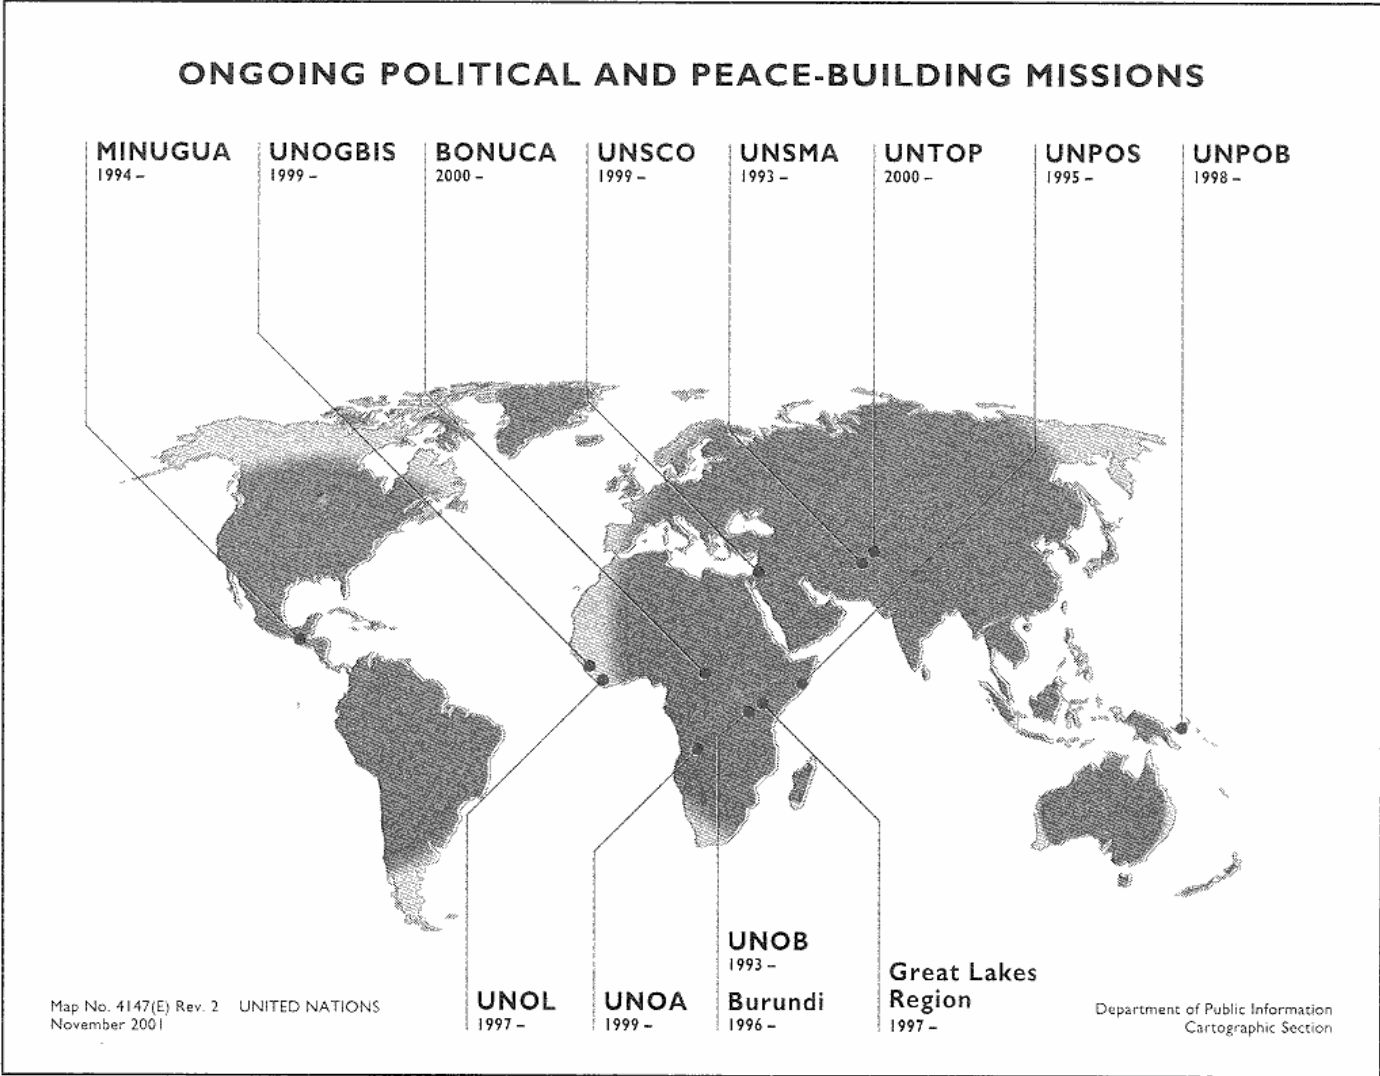 ONGOING POLITICAL AND PEACE-BUILDING MISSIONS
MINUGUA
1994 –
UNOGBIS
1999 –
BONUCA
2000 –
UNSCO
1999 –
UNSMA
1993 –
UNTOP
2000 –
UNPOS
1995 –
UNPOB
1998 –
UNOL
1997 –
UNOA
1999 –
UNOB
1993 –
Burundi
1996 –
Great Lakes
Region
1997 –
Map No. 4147(E) Rev. 2 UNITED NATIONS
November 2001
Department of Public Information
Cartographic Section